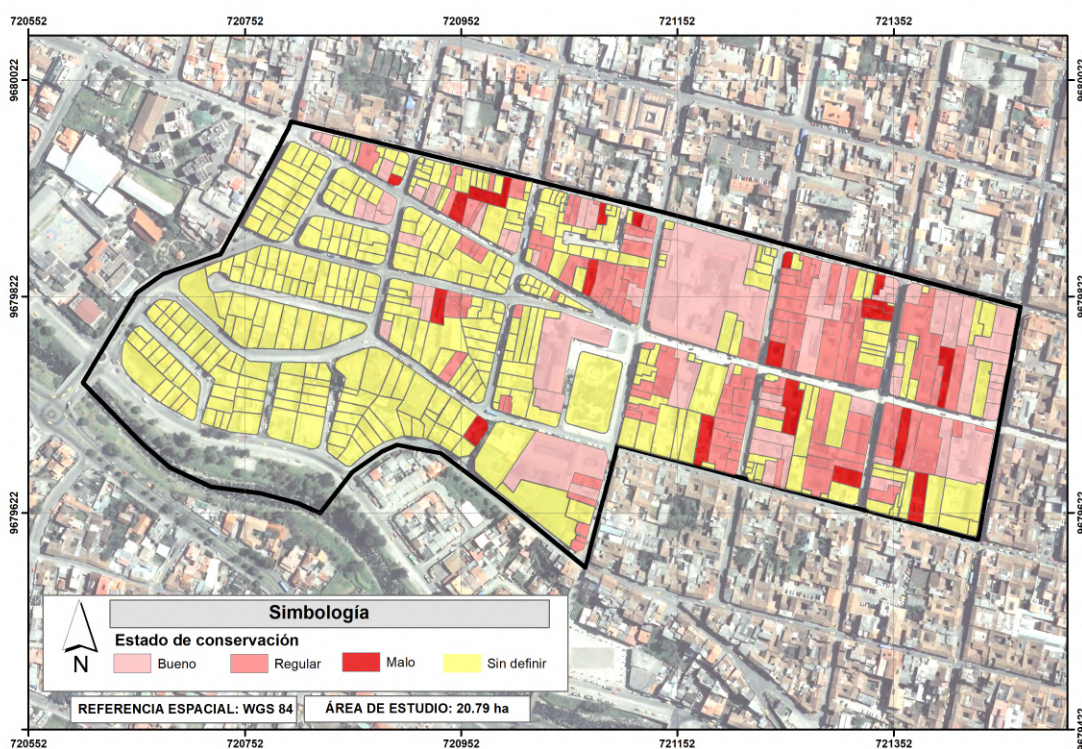 720552 720752 720952 721152 721352
9680022 9680022
9679822 9679822
9679622 9679622
9679422
Simbología
Estado de conservación
N
Bueno Regular Malo Sin definir
REFERENCIA ESPACIAL: WGS 84 ÁREA DE ESTUDIO: 20.79 ha
720552 720752 720952 721152 721352